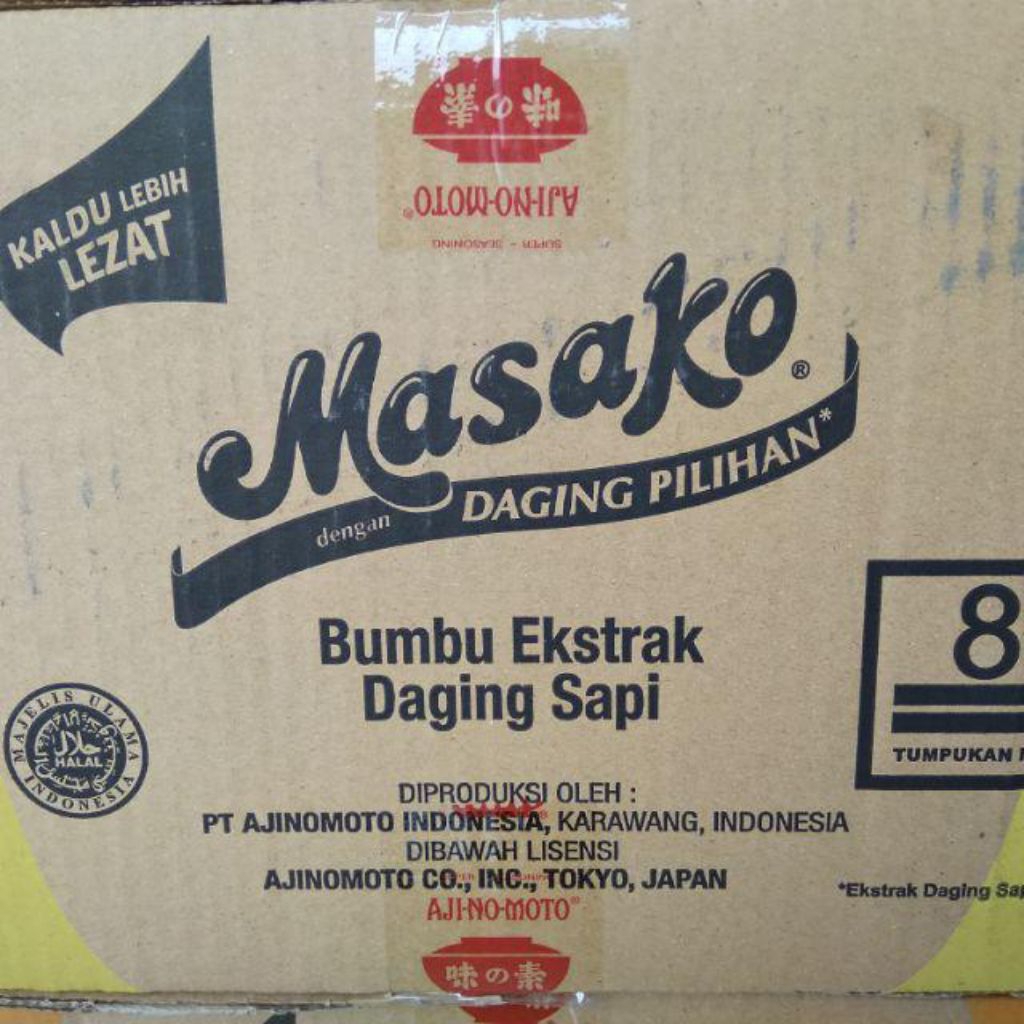 味の素
AJI-NO-MOTO®
SUPER - SEASONING
KALDU LEBIH
LEZAT
Masako®
dengan DAGING PILIHAN*
Bumbu Ekstrak
Daging Sapi
8
TUMPUKAN
MAJELIS ULAMA
حلال
HALAL
INDONESIA
DIPRODUKSI OLEH :
PT AJINOMOTO INDONESIA, KARAWANG, INDONESIA
DIBAWAH LISENSI
AJINOMOTO CO., INC., TOKYO, JAPAN
*Ekstrak Daging
AJI-NO-MOTO®
味の素